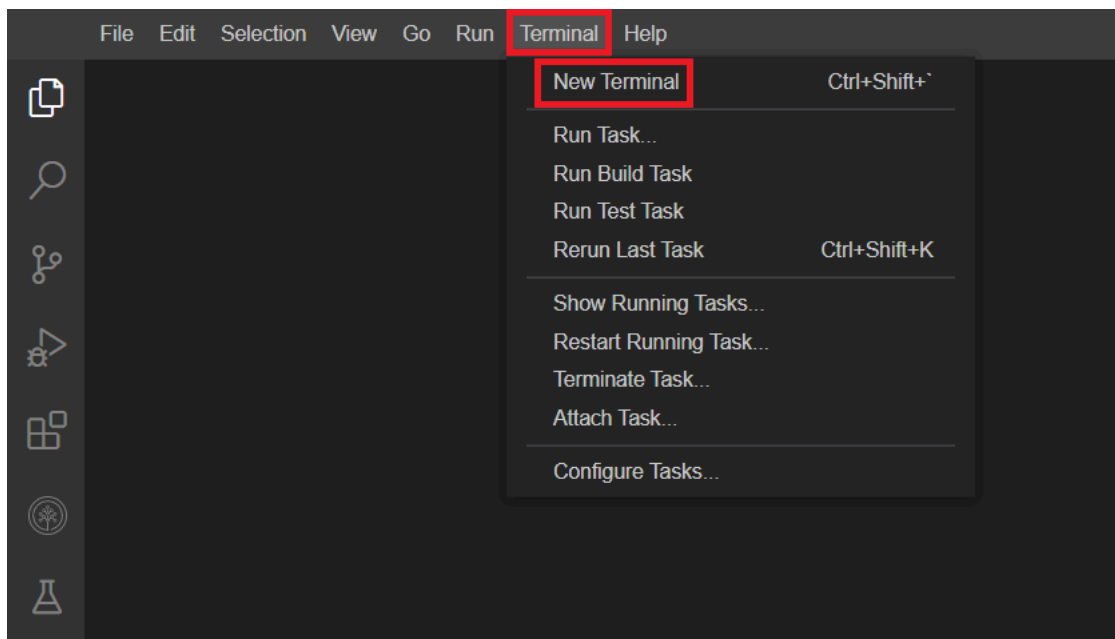 File Edit Selection View Go Run Terminal Help
New Terminal Ctrl+Shift+`
Run Task...
Run Build Task
Run Test Task
Rerun Last Task Ctrl+Shift+K
Show Running Tasks...
Restart Running Task...
Terminate Task...
Attach Task...
Configure Tasks...